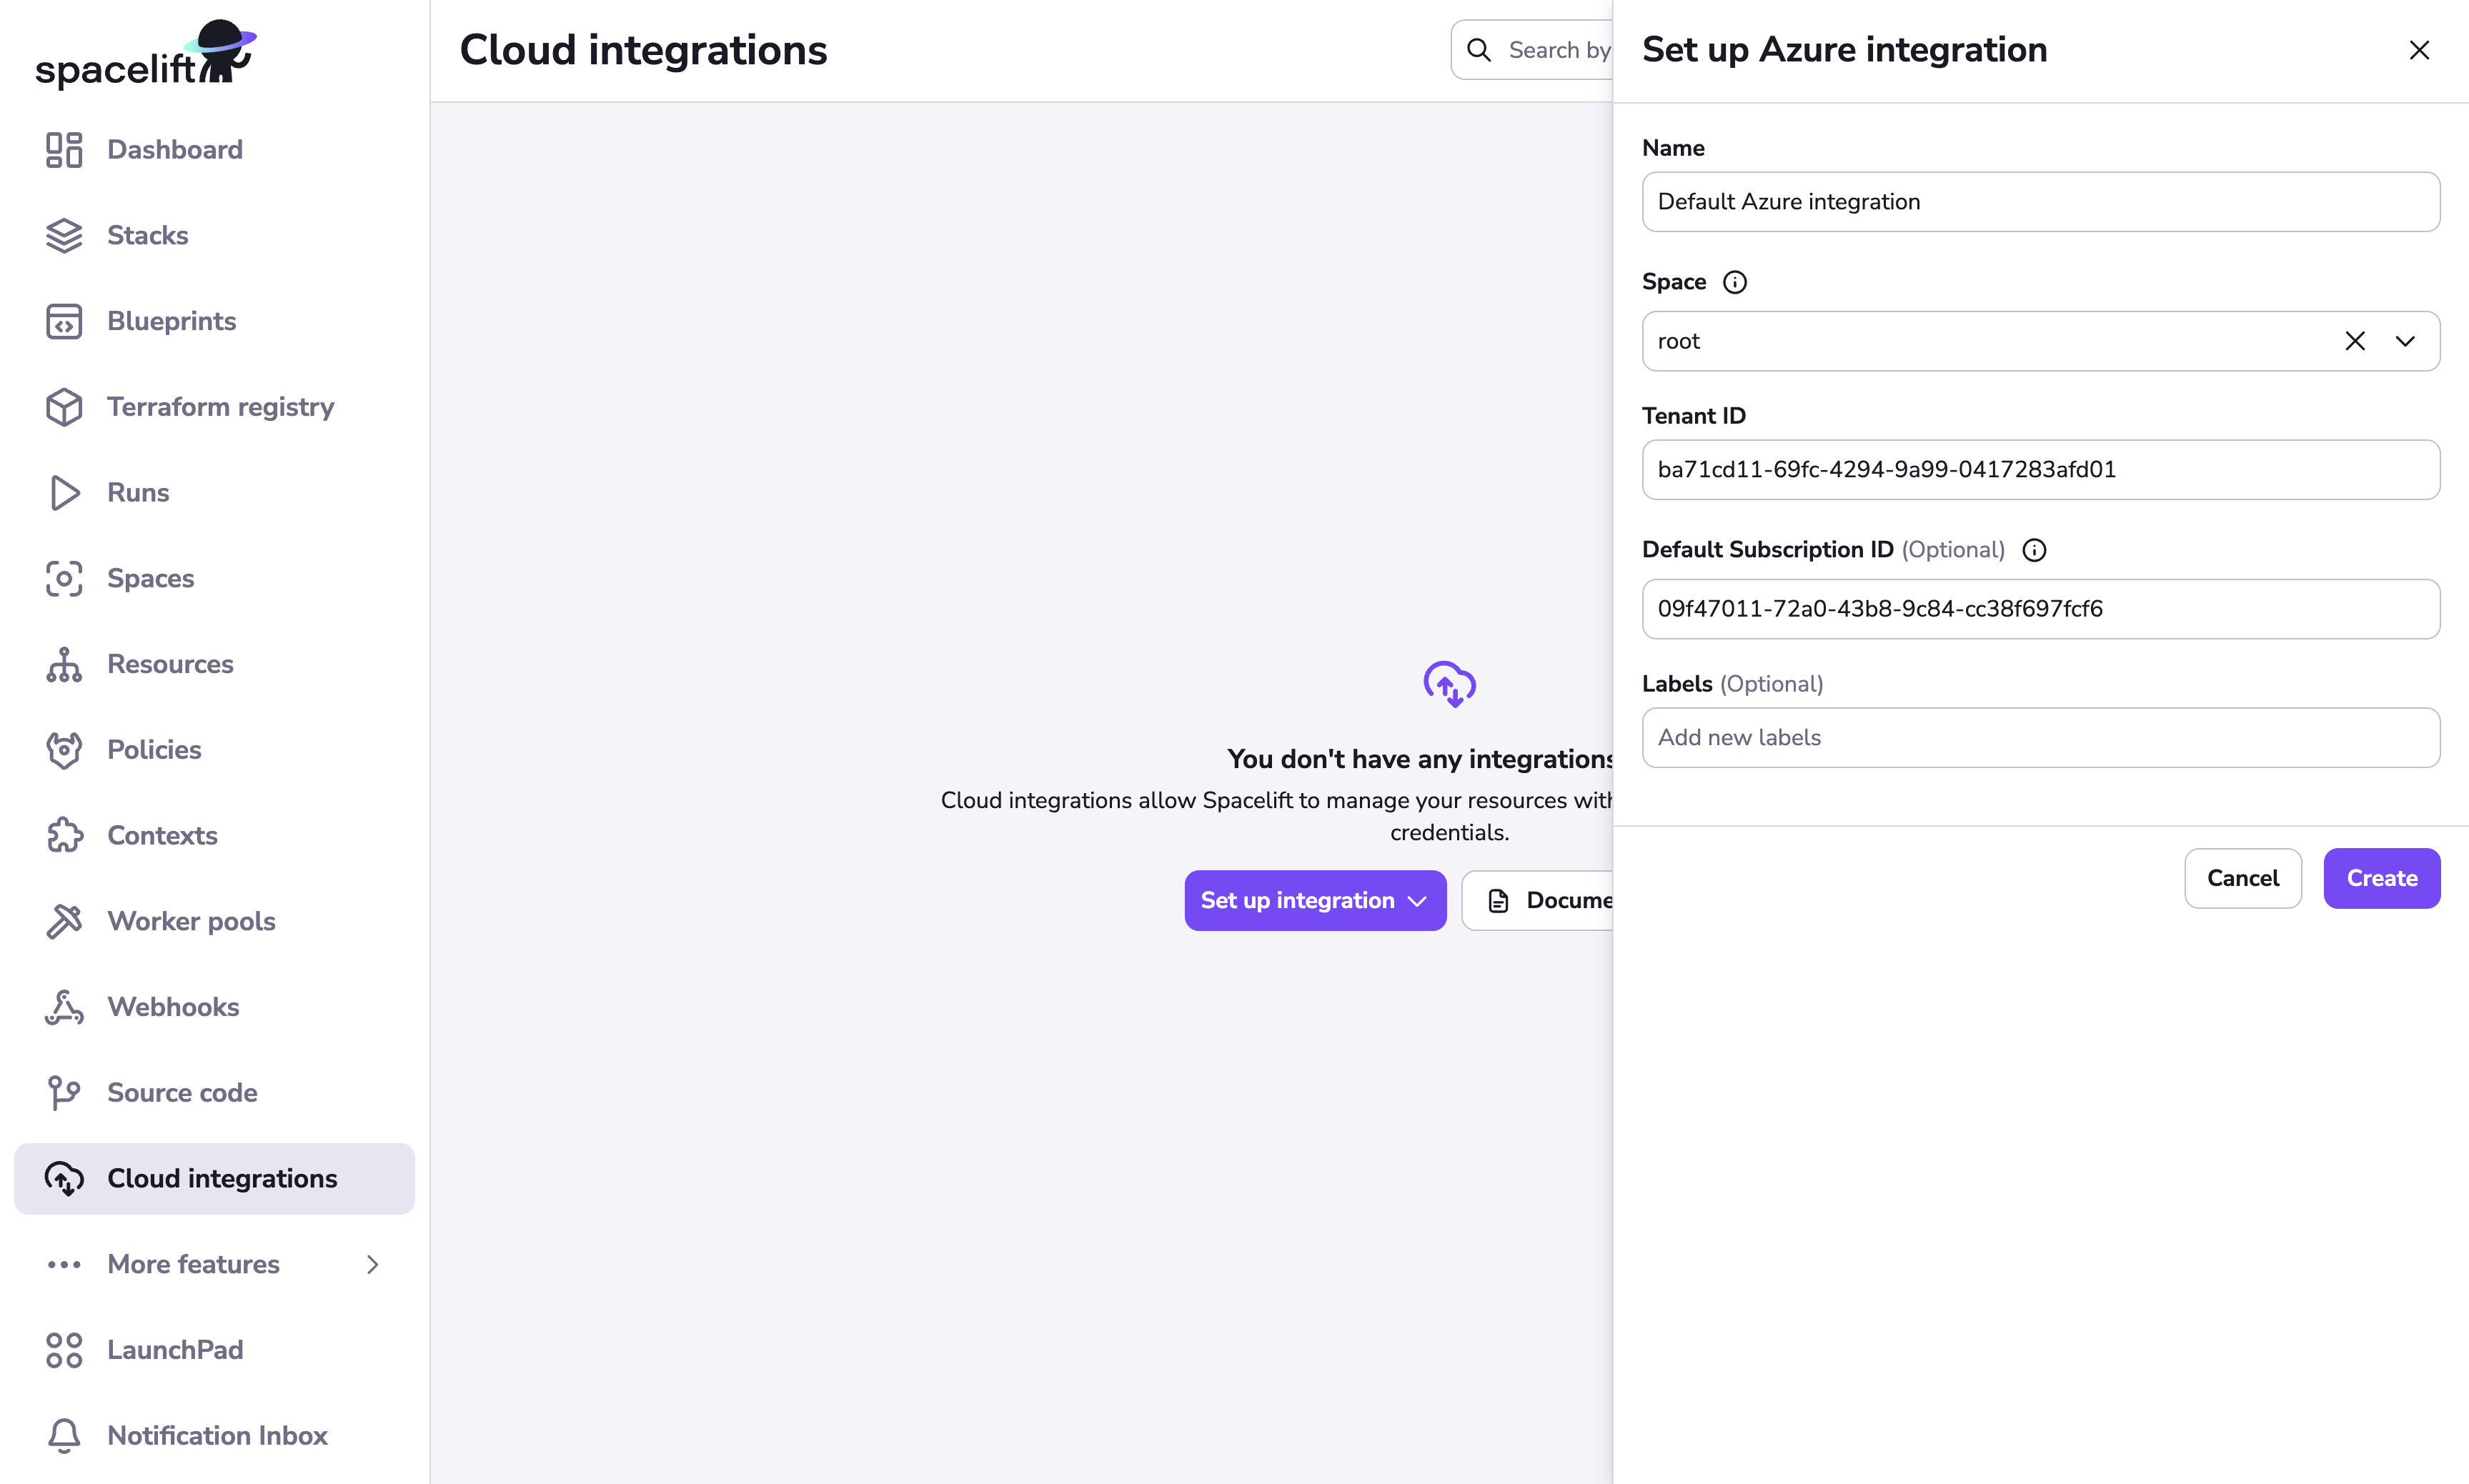 spacelift
Dashboard
Stacks
Blueprints
Terraform registry
Runs
Spaces
Resources
Policies
Contexts
Worker pools
Webhooks
Source code
Cloud integrations
More features
LaunchPad
Notification Inbox
Cloud integrations
Search by
You don't have any integrations
Cloud integrations allow Spacelift to manage your resources with
credentials.
Set up integration
Docume
Set up Azure integration
Name
Default Azure integration
Space
root
Tenant ID
ba71cd11-69fc-4294-9a99-0417283afd01
Default Subscription ID (Optional)
09f47011-72a0-43b8-9c84-cc38f697fcf6
Labels (Optional)
Add new labels
Cancel
Create